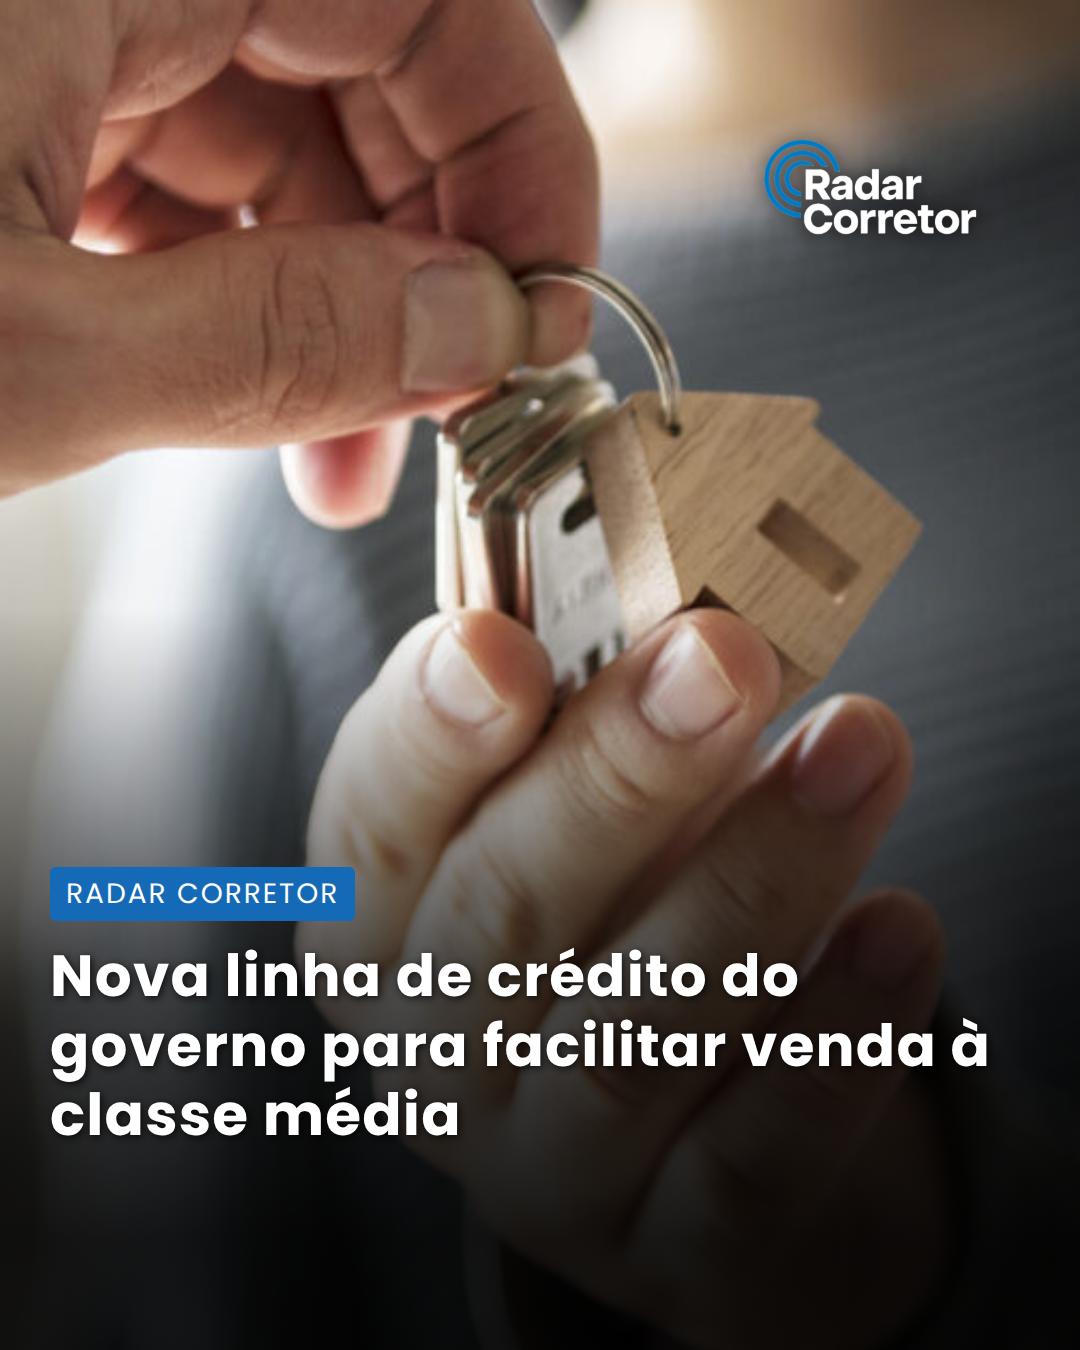 Radar
Corretor
RADAR CORRETOR
Nova linha de crédito do
governo para facilitar venda à
classe média